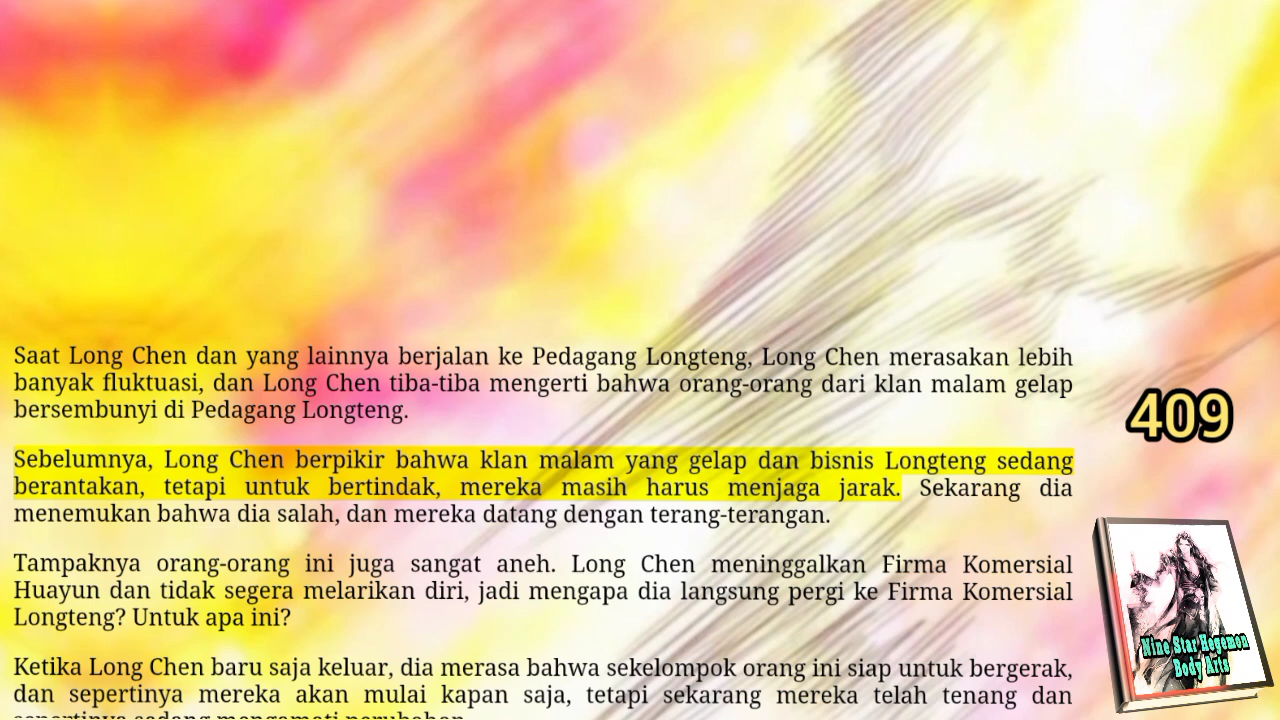 Saat Long Chen dan yang lainnya berjalan ke Pedagang Longteng, Long Chen merasakan lebih
banyak fluktuasi, dan Long Chen tiba-tiba mengerti bahwa orang-orang dari klan malam gelap
bersembunyi di Pedagang Longteng.
Sebelumnya, Long Chen berpikir bahwa klan malam yang gelap dan bisnis Longteng sedang
berantakan, tetapi untuk bertindak, mereka masih harus menjaga jarak. Sekarang dia
menemukan bahwa dia salah, dan mereka datang dengan terang-terangan.
Tampaknya orang-orang ini juga sangat aneh. Long Chen meninggalkan Firma Komersial
Huayun dan tidak segera melarikan diri, jadi mengapa dia langsung pergi ke Firma Komersial
Longteng? Untuk apa ini?
Ketika Long Chen baru saja keluar, dia merasa bahwa sekelompok orang ini siap untuk bergerak,
dan sepertinya mereka akan mulai kapan saja, tetapi sekarang mereka telah tenang dan
sepertinya sedang mengamati perubahan.
409
Nine Star Hegemon
Body Arts